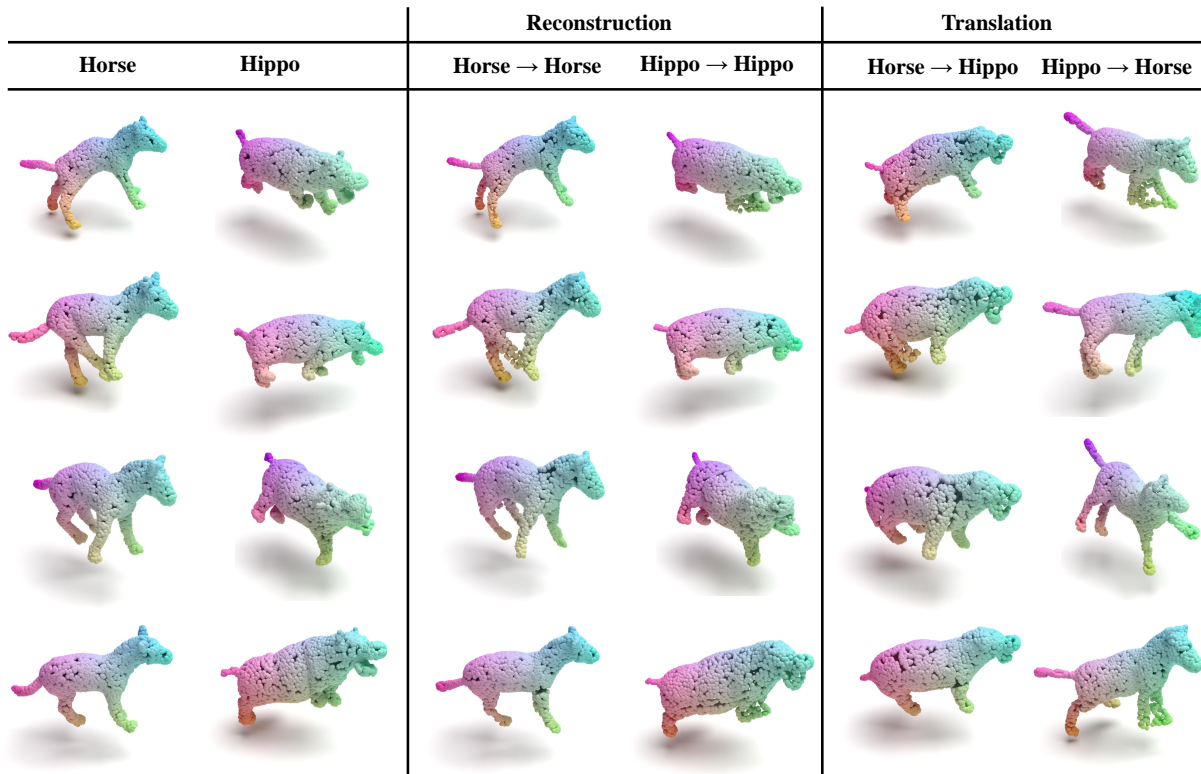 Reconstruction Translation
Horse Hippo Horse → Horse Hippo → Hippo Horse → Hippo Hippo → Horse